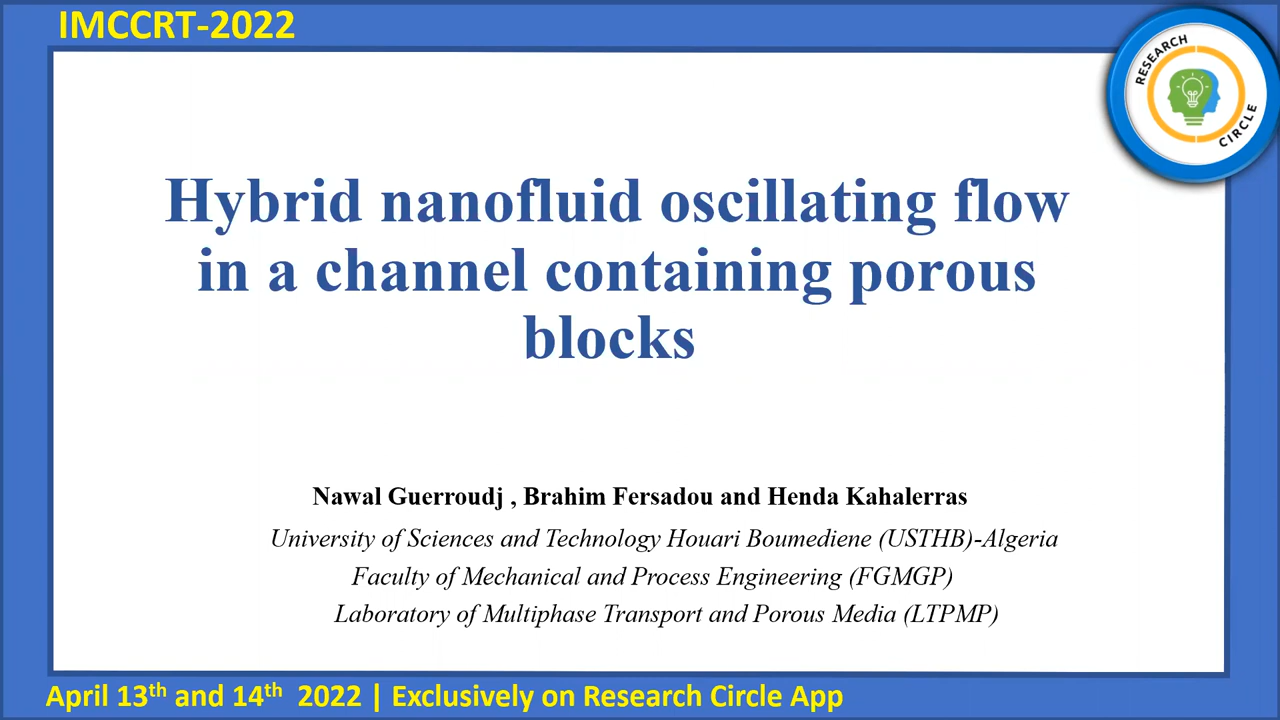 IMCCRT-2022
RESEARCH
CIRCLE
Hybrid nanofluid oscillating flow
in a channel containing porous
blocks
Nawal Guerroudj , Brahim Fersadou and Henda Kahalerras
University of Sciences and Technology Houari Boumediene (USTHB)-Algeria
Faculty of Mechanical and Process Engineering (FGMGP)
Laboratory of Multiphase Transport and Porous Media (LTPMP)
April 13th and 14th 2022 | Exclusively on Research Circle App